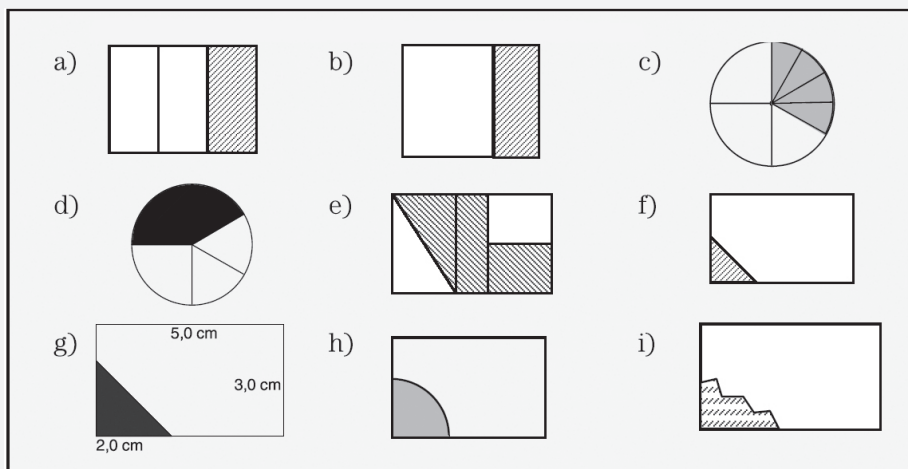 a) b) c)
d) e) f)
g) 5,0 cm h) i)
3,0 cm
2,0 cm